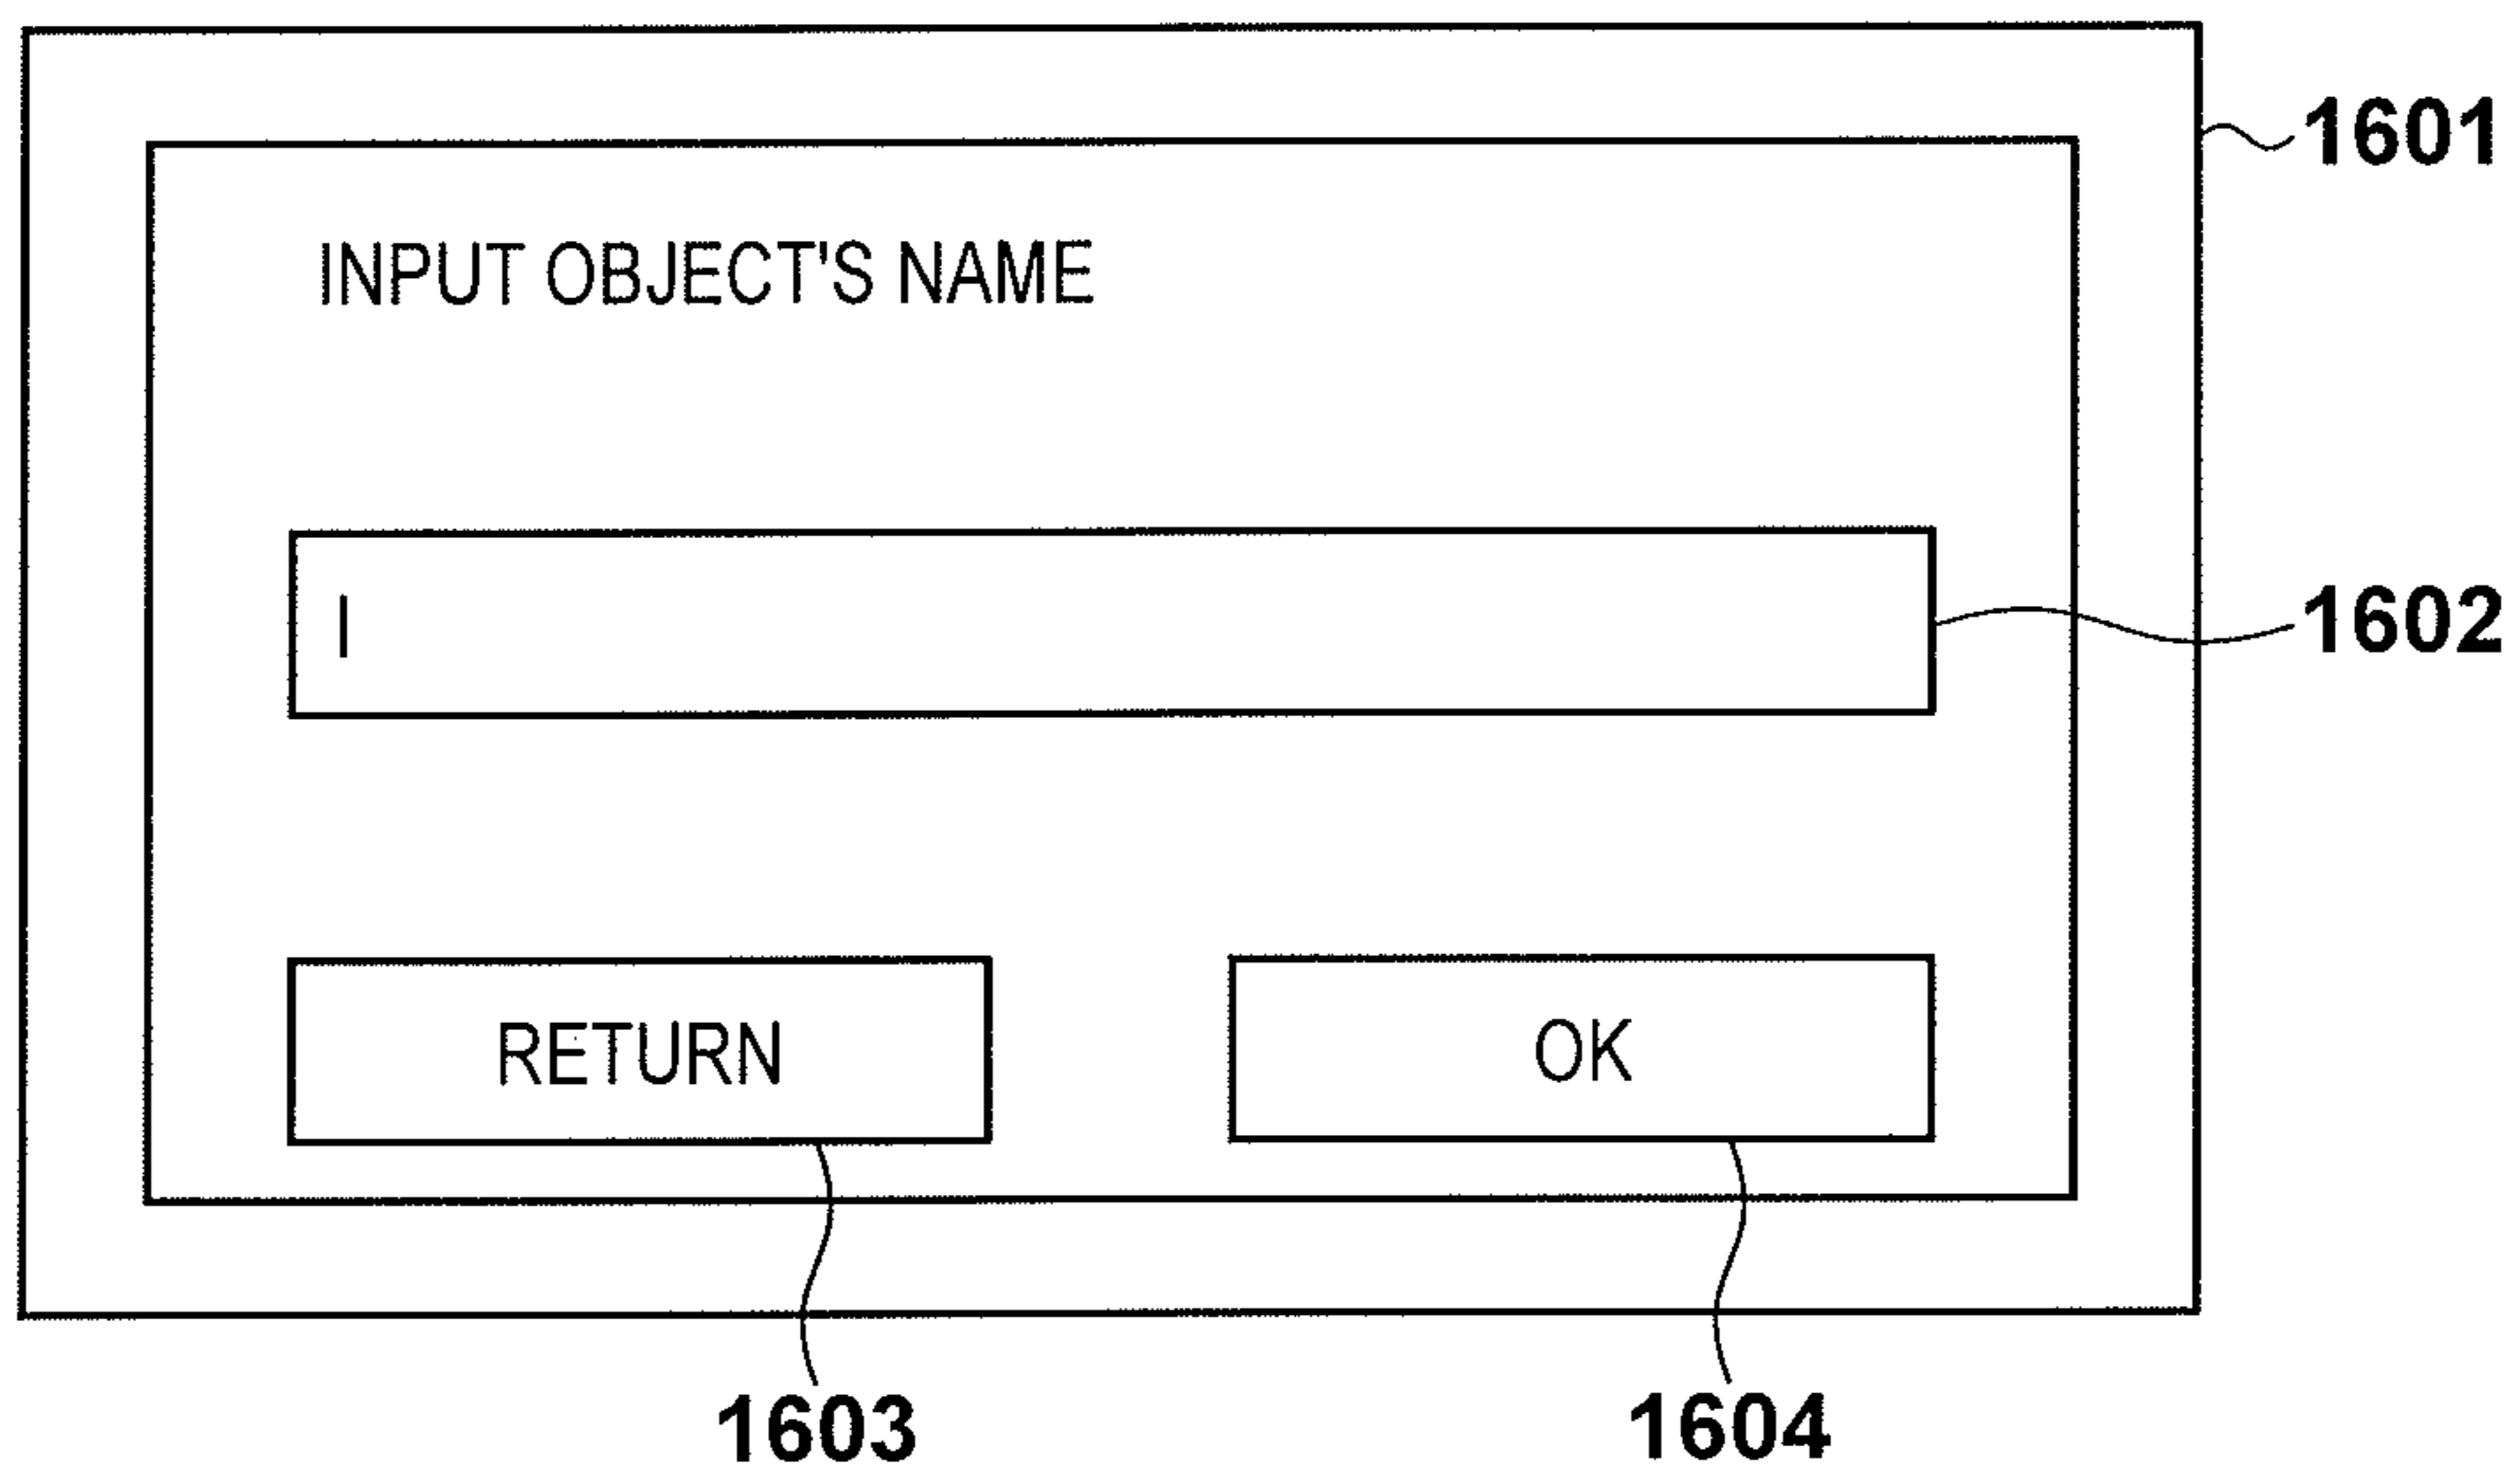 1601
INPUT OBJECT'S NAME
1602
RETURN
OK
1603
1604